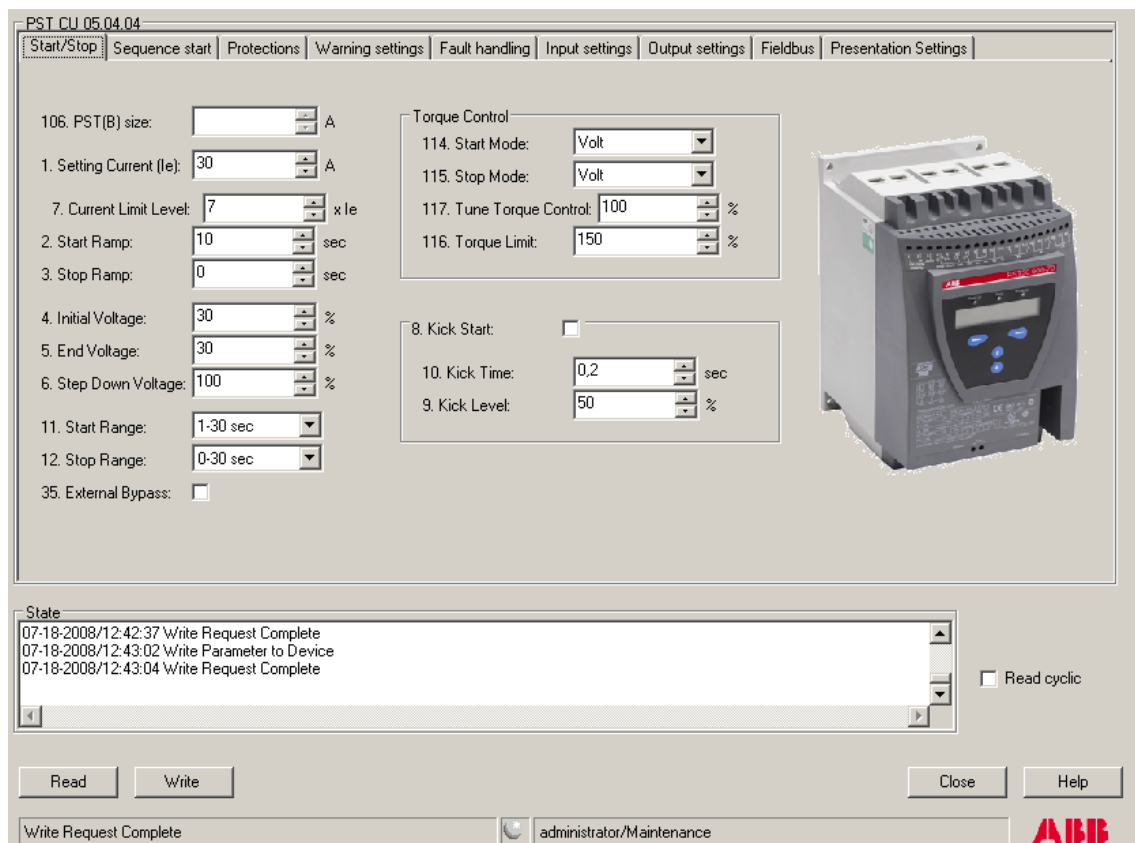 PST CU 05.04.04
Start/Stop Sequence start Protections Warning settings Fault handling Input settings Output settings Fieldbus Presentation Settings
106. PST(B) size: A
1. Setting Current (Ie): 30 A
7. Current Limit Level: 7 x Ie
2. Start Ramp: 10 sec
3. Stop Ramp: 0 sec
4. Initial Voltage: 30 %
5. End Voltage: 30 %
6. Step Down Voltage: 100 %
11. Start Range: 1-30 sec
12. Stop Range: 0-30 sec
35. External Bypass:
Torque Control
114. Start Mode: Volt
115. Stop Mode: Volt
117. Tune Torque Control: 100 %
116. Torque Limit: 150 %
8. Kick Start:
10. Kick Time: 0,2 sec
9. Kick Level: 50 %
ABB
State
07-18-2008/12:42:37 Write Request Complete
07-18-2008/12:43:02 Write Parameter to Device
07-18-2008/12:43:04 Write Request Complete
Read cyclic
Read Write Close Help
Write Request Complete administrator/Maintenance ABB